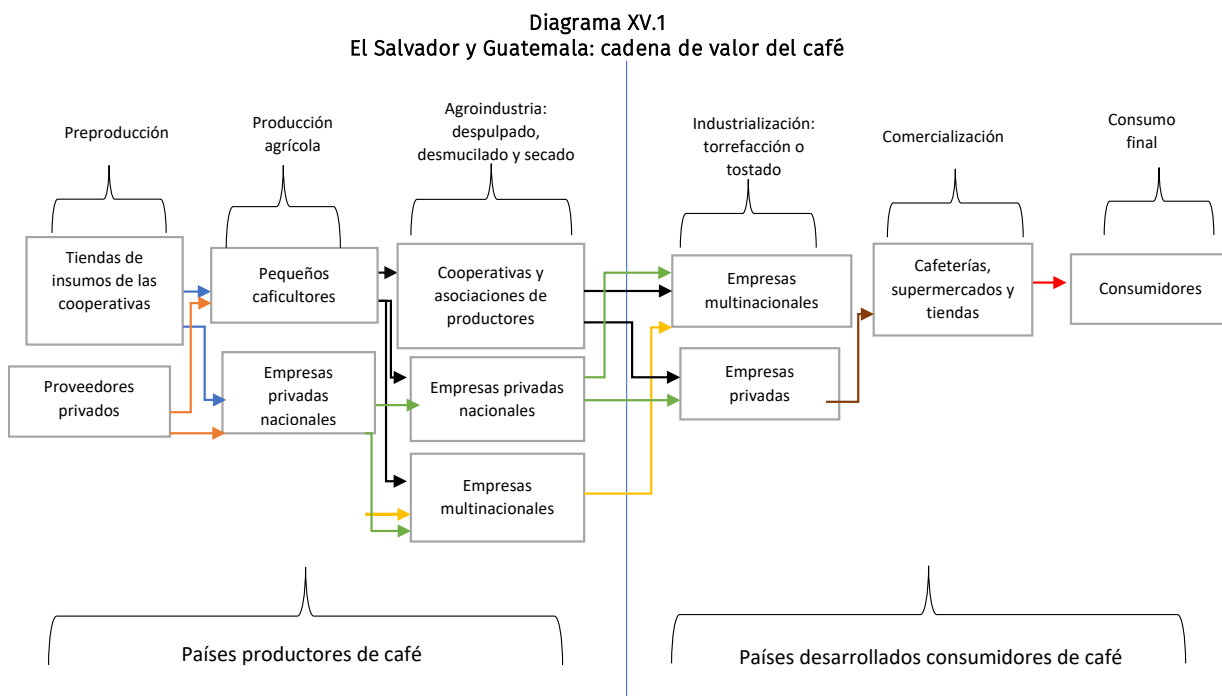 Diagrama XV.1
El Salvador y Guatemala: cadena de valor del café
Preproducción
Producción
agrícola
Agroindustria:
despulpado,
desmucilado y secado
Industrialización:
torrefacción o
tostado
Comercialización
Consumo
final
Tiendas de
insumos de las
cooperativas
Proveedores
privados
Pequeños
caficultores
Empresas
privadas
nacionales
Cooperativas y
asociaciones de
productores
Empresas privadas
nacionales
Empresas
multinacionales
Empresas
multinacionales
Empresas
privadas
Cafeterías,
supermercados y
tiendas
Consumidores
Países productores de café
Países desarrollados consumidores de café